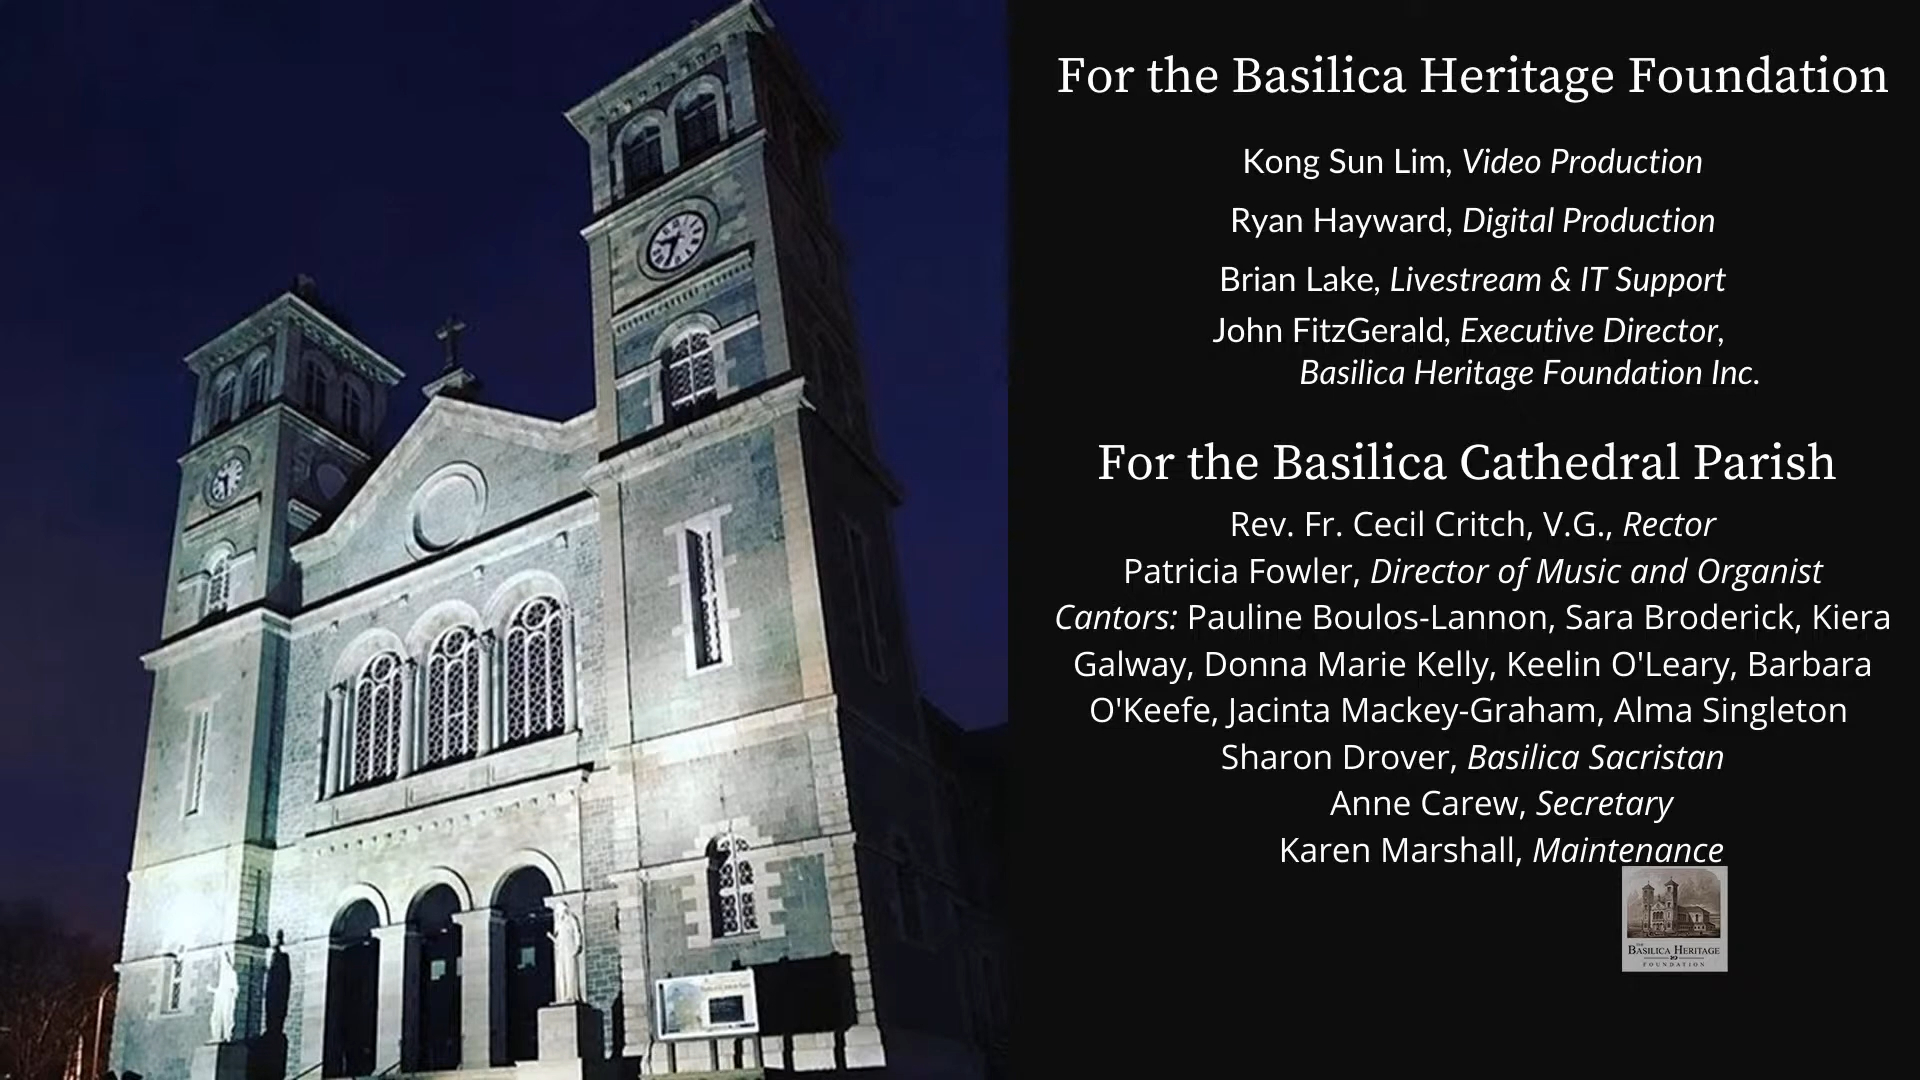 For the Basilica Heritage Foundation
Kong Sun Lim, Video Production
Ryan Hayward, Digital Production
Brian Lake, Livestream & IT Support
John FitzGerald, Executive Director,
Basilica Heritage Foundation Inc.
For the Basilica Cathedral Parish
Rev. Fr. Cecil Critch, V.G., Rector
Patricia Fowler, Director of Music and Organist
Cantors: Pauline Boulos-Lannon, Sara Broderick, Kiera
Galway, Donna Marie Kelly, Keelin O'Leary, Barbara
O'Keefe, Jacinta Mackey-Graham, Alma Singleton
Sharon Drover, Basilica Sacristan
Anne Carew, Secretary
Karen Marshall, Maintenance
THE
BASILICA HERITAGE
FOUNDATION